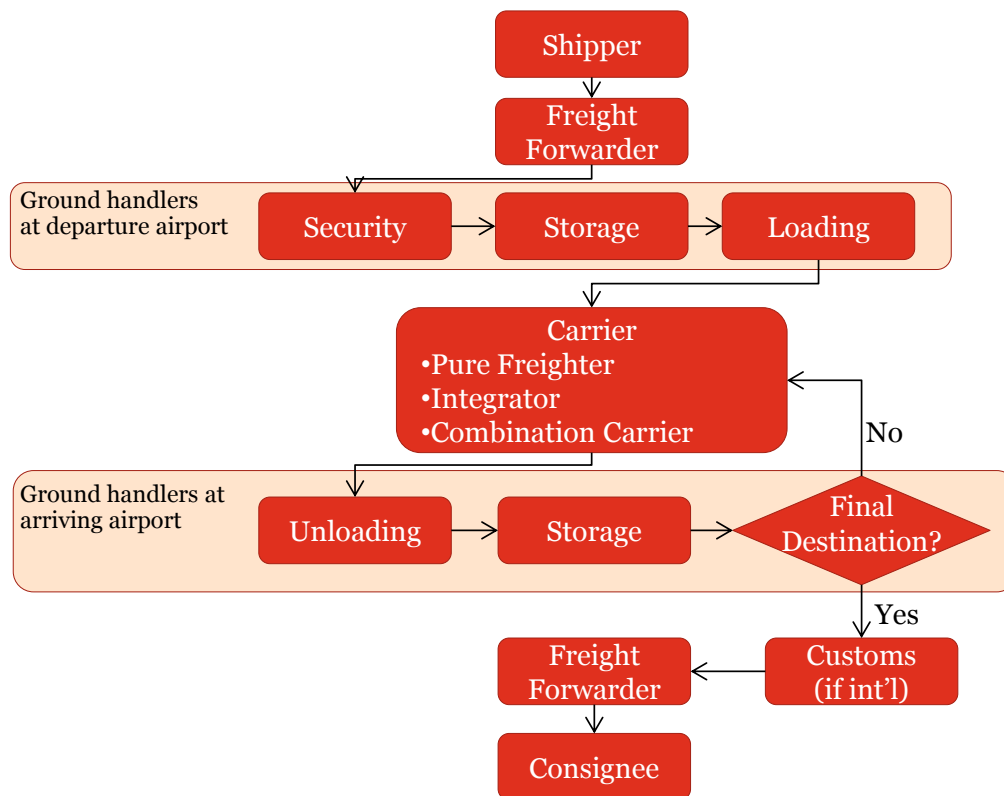 Shipper
Freight
Forwarder
Ground handlers
at departure airport
Security
Storage
Loading
Carrier
•Pure Freighter
•Integrator
•Combination Carrier
No
Ground handlers at
arriving airport
Unloading
Storage
Final
Destination?
Yes
Freight
Forwarder
Customs
(if int'l)
Consignee